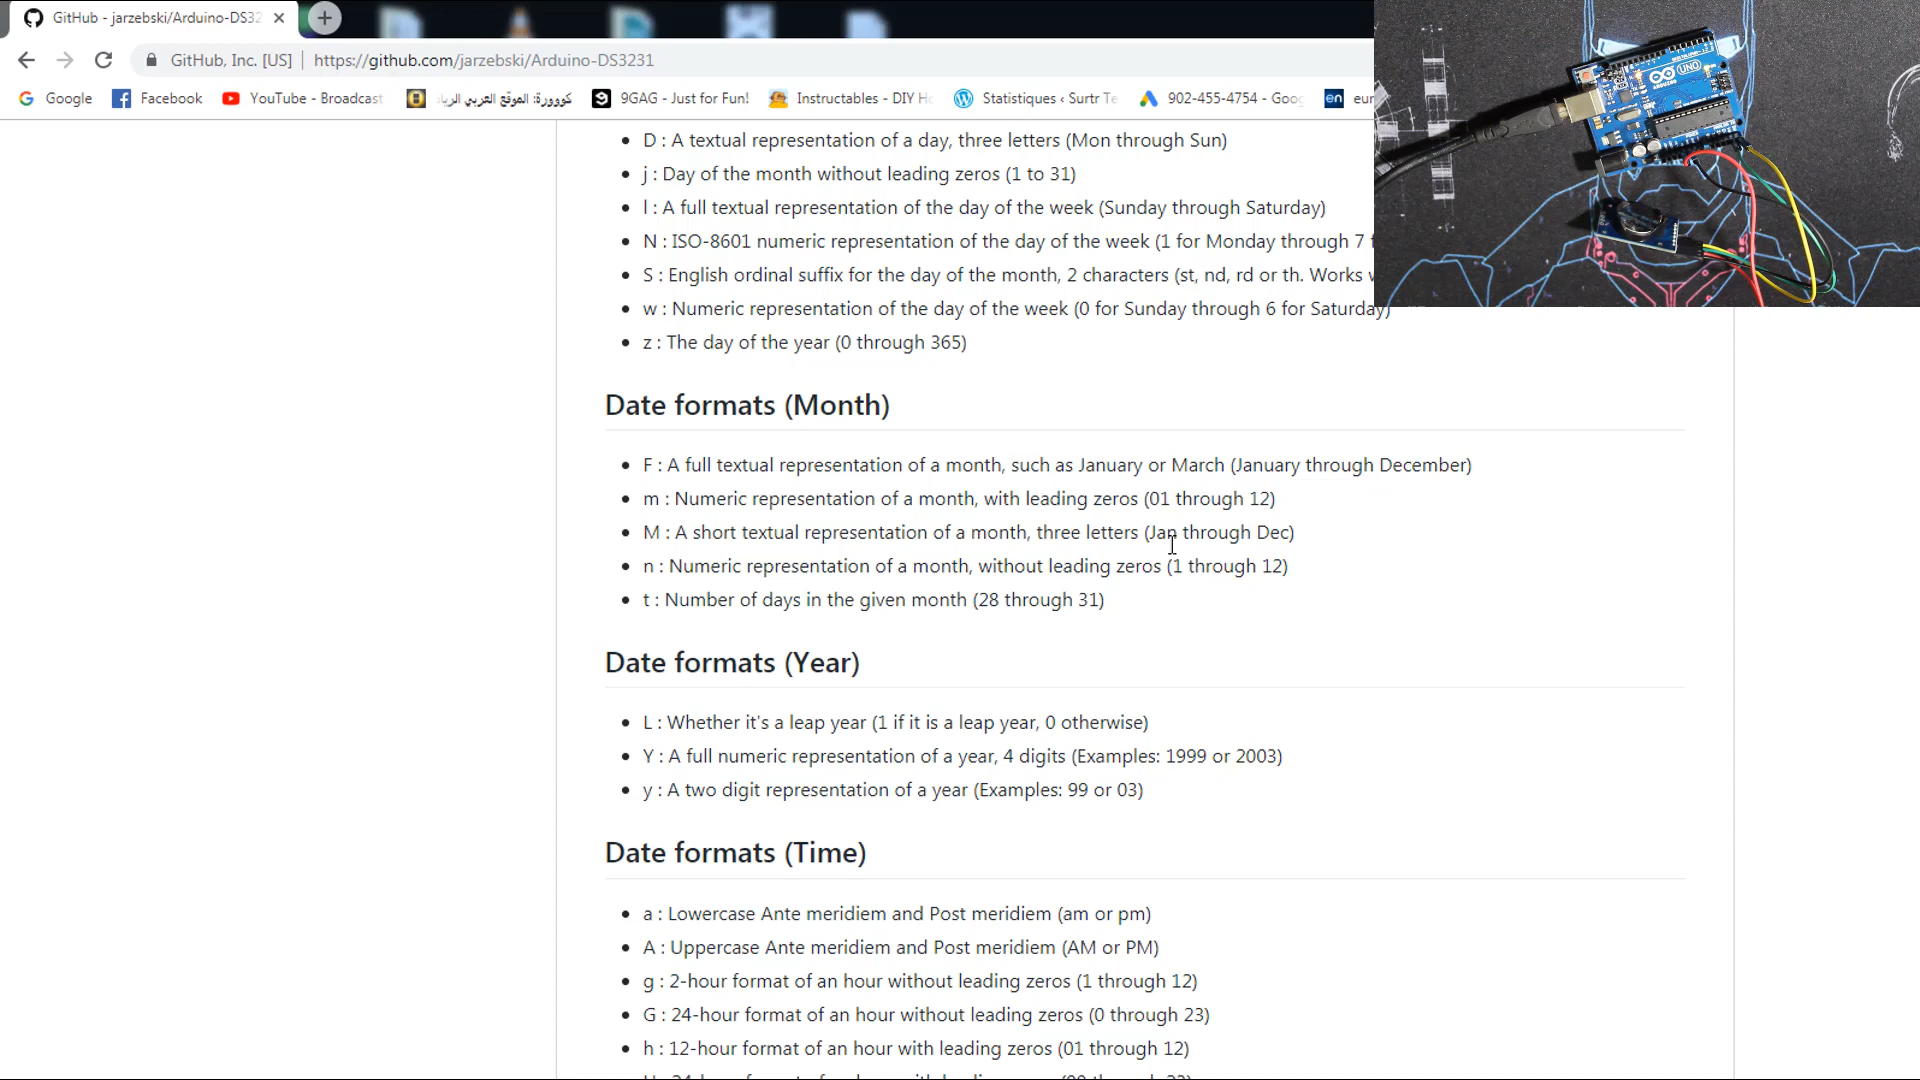 GitHub - jarzebski/Arduino-DS32
GitHub, Inc. [US] https://github.com/jarzebski/Arduino-DS3231
Google Facebook YouTube - Broadcast كووورة: الموقع العربي الرياد 9GAG - Just for Fun! Instructables - DIY H Statistiques ‹ Surtr Te 902-455-4754 - Goog en eur
D : A textual representation of a day, three letters (Mon through Sun)
j : Day of the month without leading zeros (1 to 31)
l : A full textual representation of the day of the week (Sunday through Saturday)
N : ISO-8601 numeric representation of the day of the week (1 for Monday through 7 f
S : English ordinal suffix for the day of the month, 2 characters (st, nd, rd or th. Works w
w : Numeric representation of the day of the week (0 for Sunday through 6 for Saturday)
z : The day of the year (0 through 365)
Date formats (Month)
F : A full textual representation of a month, such as January or March (January through December)
m : Numeric representation of a month, with leading zeros (01 through 12)
M : A short textual representation of a month, three letters (Jan through Dec)
n : Numeric representation of a month, without leading zeros (1 through 12)
t : Number of days in the given month (28 through 31)
Date formats (Year)
L : Whether it's a leap year (1 if it is a leap year, 0 otherwise)
Y : A full numeric representation of a year, 4 digits (Examples: 1999 or 2003)
y : A two digit representation of a year (Examples: 99 or 03)
Date formats (Time)
a : Lowercase Ante meridiem and Post meridiem (am or pm)
A : Uppercase Ante meridiem and Post meridiem (AM or PM)
g : 2-hour format of an hour without leading zeros (1 through 12)
G : 24-hour format of an hour without leading zeros (0 through 23)
h : 12-hour format of an hour with leading zeros (01 through 12)
UNO
ARDUINO